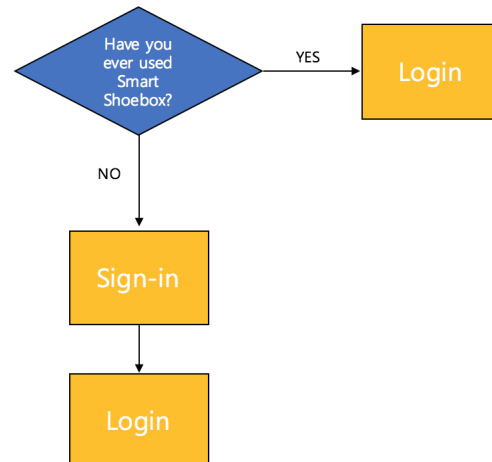 Have you
ever used
Smart
Shoebox?
YES
Login
NO
Sign-in
Login